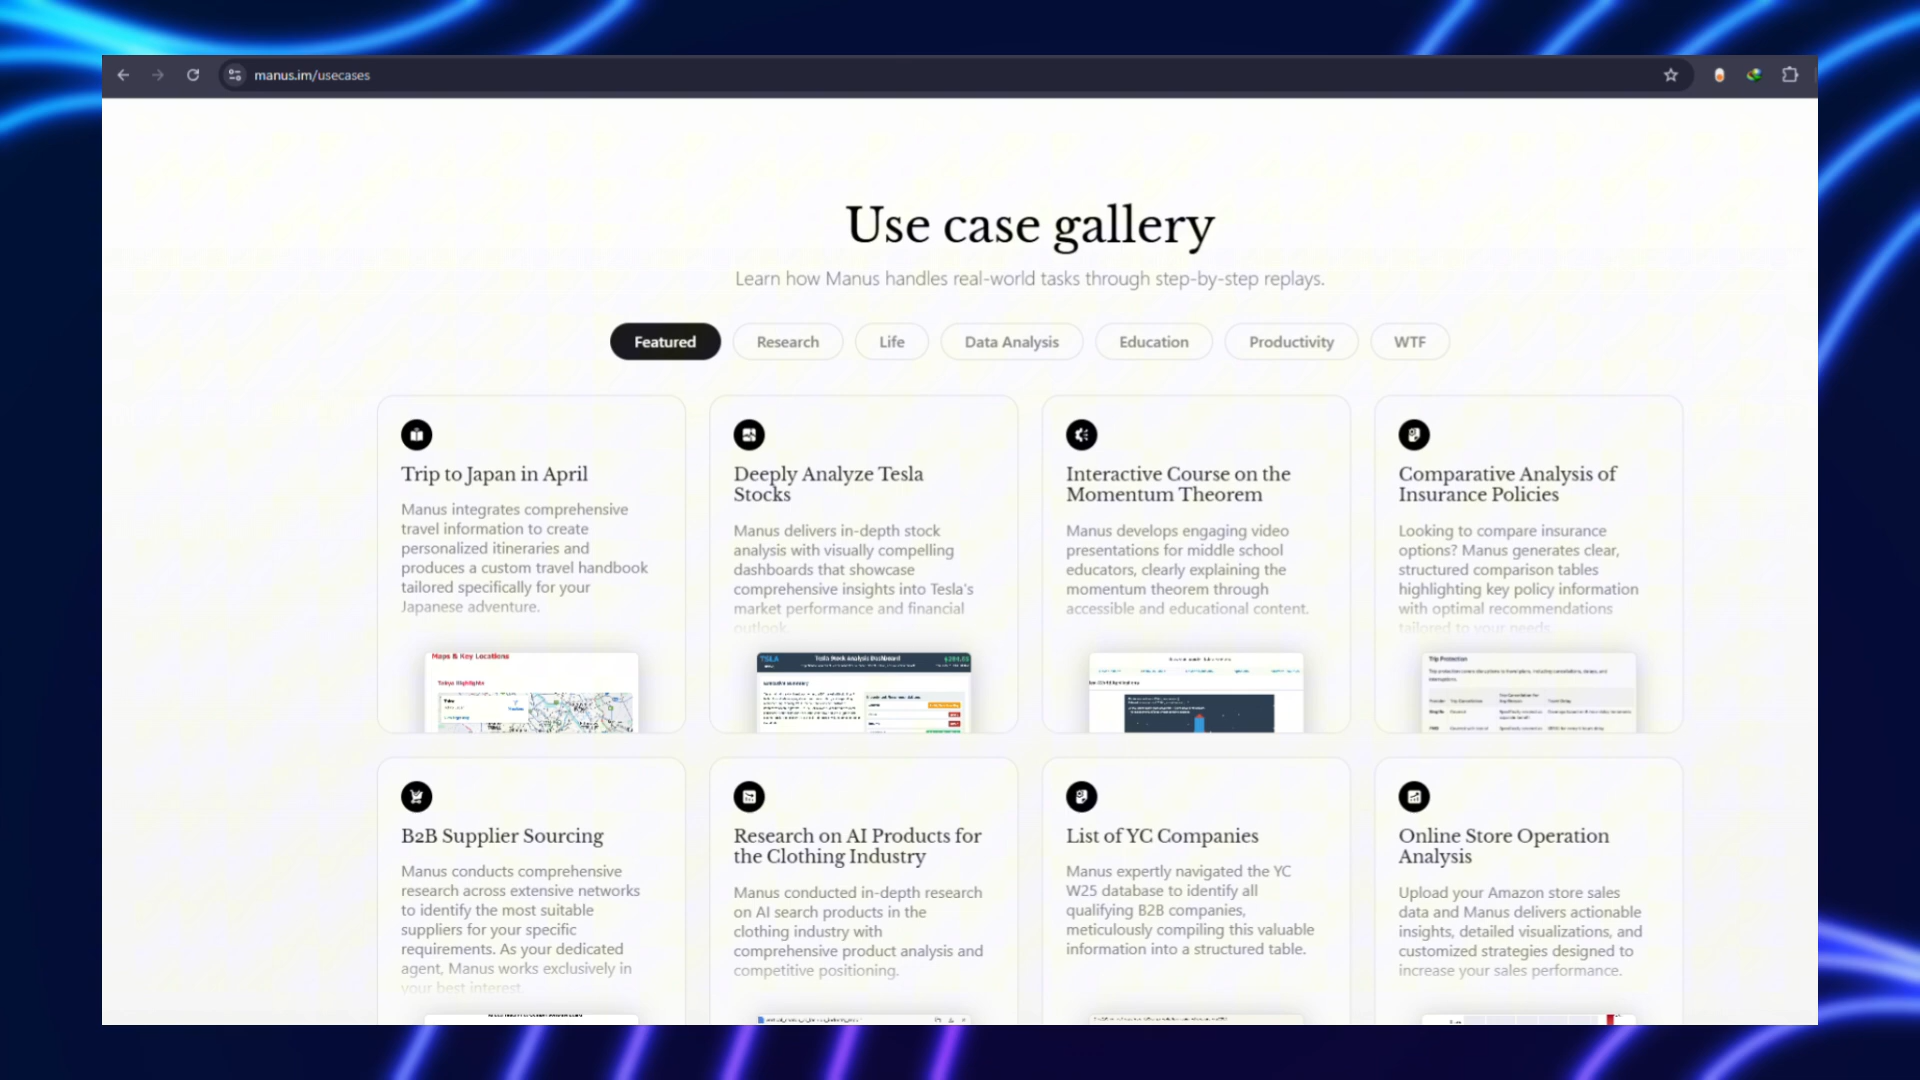 manus.im/usecases
Use case gallery
Learn how Manus handles real-world tasks through step-by-step replays.
Featured
Research
Life
Data Analysis
Education
Productivity
WTF
Trip to Japan in April
Manus integrates comprehensive
travel information to create
personalized itineraries and
produces a custom travel handbook
tailored specifically for your
Japanese adventure.
Maps & Key Locations
Tokyo Highlights
Deeply Analyze Tesla
Stocks
Manus delivers in-depth stock
analysis with visually compelling
dashboards that showcase
comprehensive insights into Tesla's
market performance and financial
outlook.
TSLA
Tesla Stock Analysis Dashboard
Interactive Course on the
Momentum Theorem
Manus develops engaging video
presentations for middle school
educators, clearly explaining the
momentum theorem through
accessible and educational content.
Comparative Analysis of
Insurance Policies
Looking to compare insurance
options? Manus generates clear,
structured comparison tables
highlighting key policy information
with optimal recommendations
tailored to your needs.
Trip Protection
B2B Supplier Sourcing
Manus conducts comprehensive
research across extensive networks
to identify the most suitable
suppliers for your specific
requirements. As your dedicated
agent, Manus works exclusively in
your best interest.
Research on AI Products for
the Clothing Industry
Manus conducted in-depth research
on AI search products in the
clothing industry with
comprehensive product analysis and
competitive positioning.
List of YC Companies
Manus expertly navigated the YC
W25 database to identify all
qualifying B2B companies,
meticulously compiling this valuable
information into a structured table.
Online Store Operation
Analysis
Upload your Amazon store sales
data and Manus delivers actionable
insights, detailed visualizations, and
customized strategies designed to
increase your sales performance.